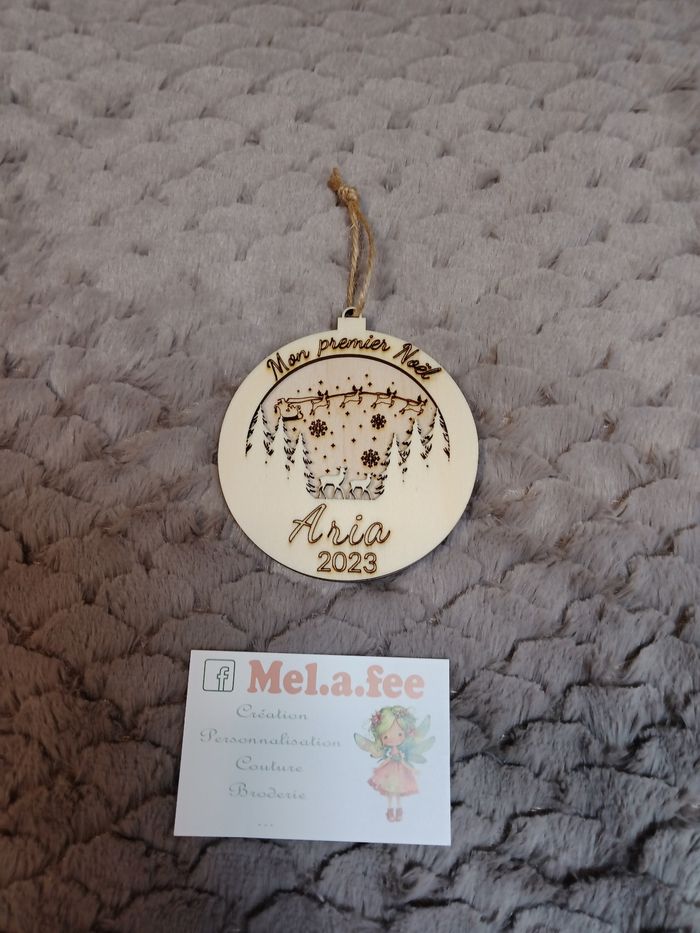 Mon premier Noël
Aria
2023
f Mel.a.fee
Création
Personnalisation
Couture
Broderie
...